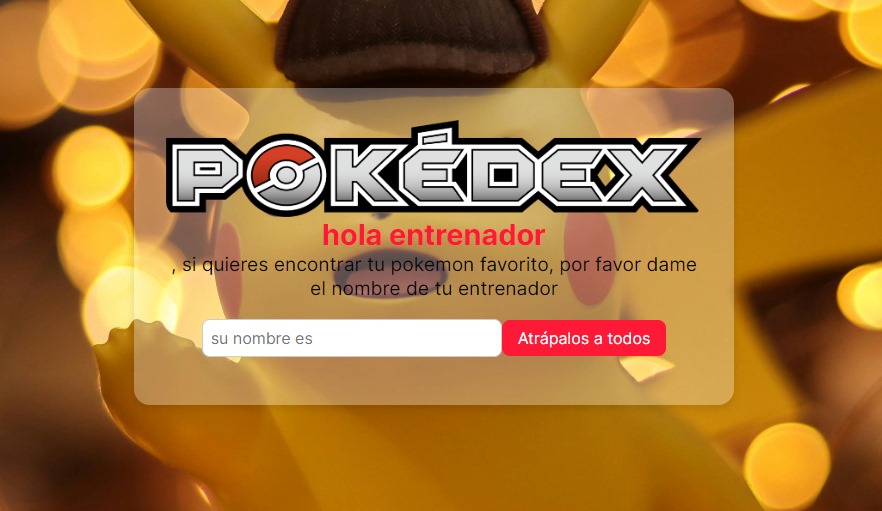 POKÉDEX
hola entrenador
, si quieres encontrar tu pokemon favorito, por favor dame
el nombre de tu entrenador
su nombre es
Atrápalos a todos